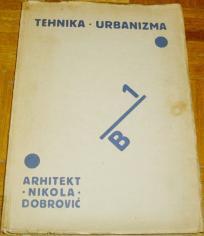 TEHNIKA · URBANIZMA
B/1
ARHITEKT
· NIKOLA ·
DOBROVIĆ